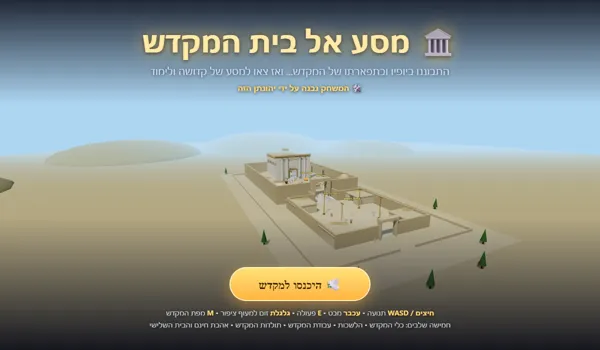 מסע אל בית המקדש
התבוננו ביופיו וכתפארתו של המקדש... ואז צאו למסע של קדושה ולימוד
המשחק נבנה על ידי יהונתן הזה
היכנסו למקדש
חיצים / WASD תנועה • עכבר מבט • E פעולה • גלגלת זום למעוף ציפור • M מפת המקדש
חמישה שלבים: כלי המקדש • הלשכות • עבודת המקדש • תולדות המקדש • אהבת חינם והבית השלישי